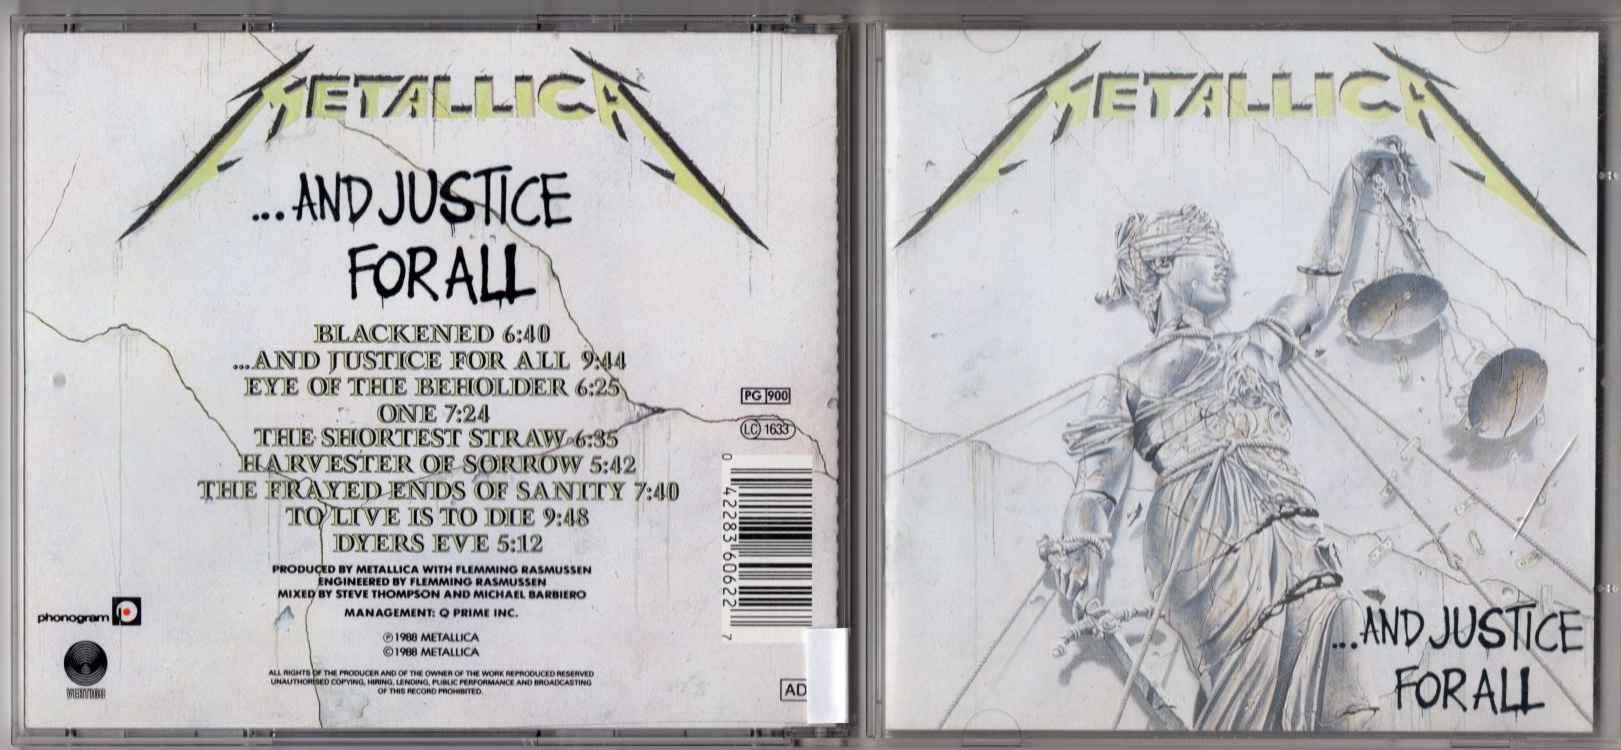 METALLICA
...AND JUSTICE
FOR ALL
BLACKENED 6:40
...AND JUSTICE FOR ALL 9:44
EYE OF THE BEHOLDER 6:25
ONE 7:24
THE SHORTEST STRAW 6:35
HARVESTER OF SORROW 5:42
THE FRAYED ENDS OF SANITY 7:40
TO LIVE IS TO DIE 9:48
DYERS EVE 5:12
PRODUCED BY METALLICA WITH FLEMMING RASMUSSEN
ENGINEERED BY FLEMMING RASMUSSEN
MIXED BY STEVE THOMPSON AND MICHAEL BARBIERO
MANAGEMENT: Q PRIME INC.
℗ 1988 METALLICA
© 1988 METALLICA
ALL RIGHTS OF THE PRODUCER AND OF THE OWNER OF THE WORK REPRODUCED RESERVED
UNAUTHORISED COPYING, HIRING, LENDING, PUBLIC PERFORMANCE AND BROADCASTING
OF THIS RECORD PROHIBITED.
phonogram
VERTIGO
PG 900
LC 1633
0 42283 60622 7
AD
METALLICA
...AND JUSTICE
FOR ALL